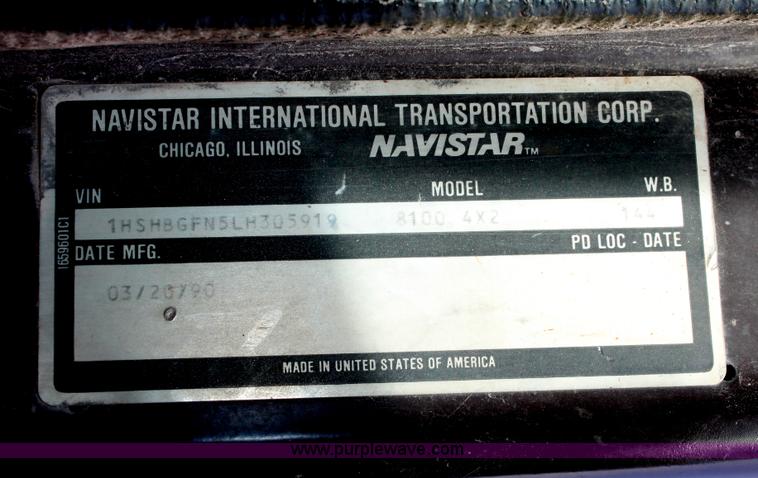 NAVISTAR INTERNATIONAL TRANSPORTATION CORP.
CHICAGO, ILLINOIS NAVISTAR™
VIN MODEL W.B.
1HSHBGFN5LH305919 8100 4X2 144
1659601C1
DATE MFG. PD LOC - DATE
03/20/90
MADE IN UNITED STATES OF AMERICA
www.purplewave.com